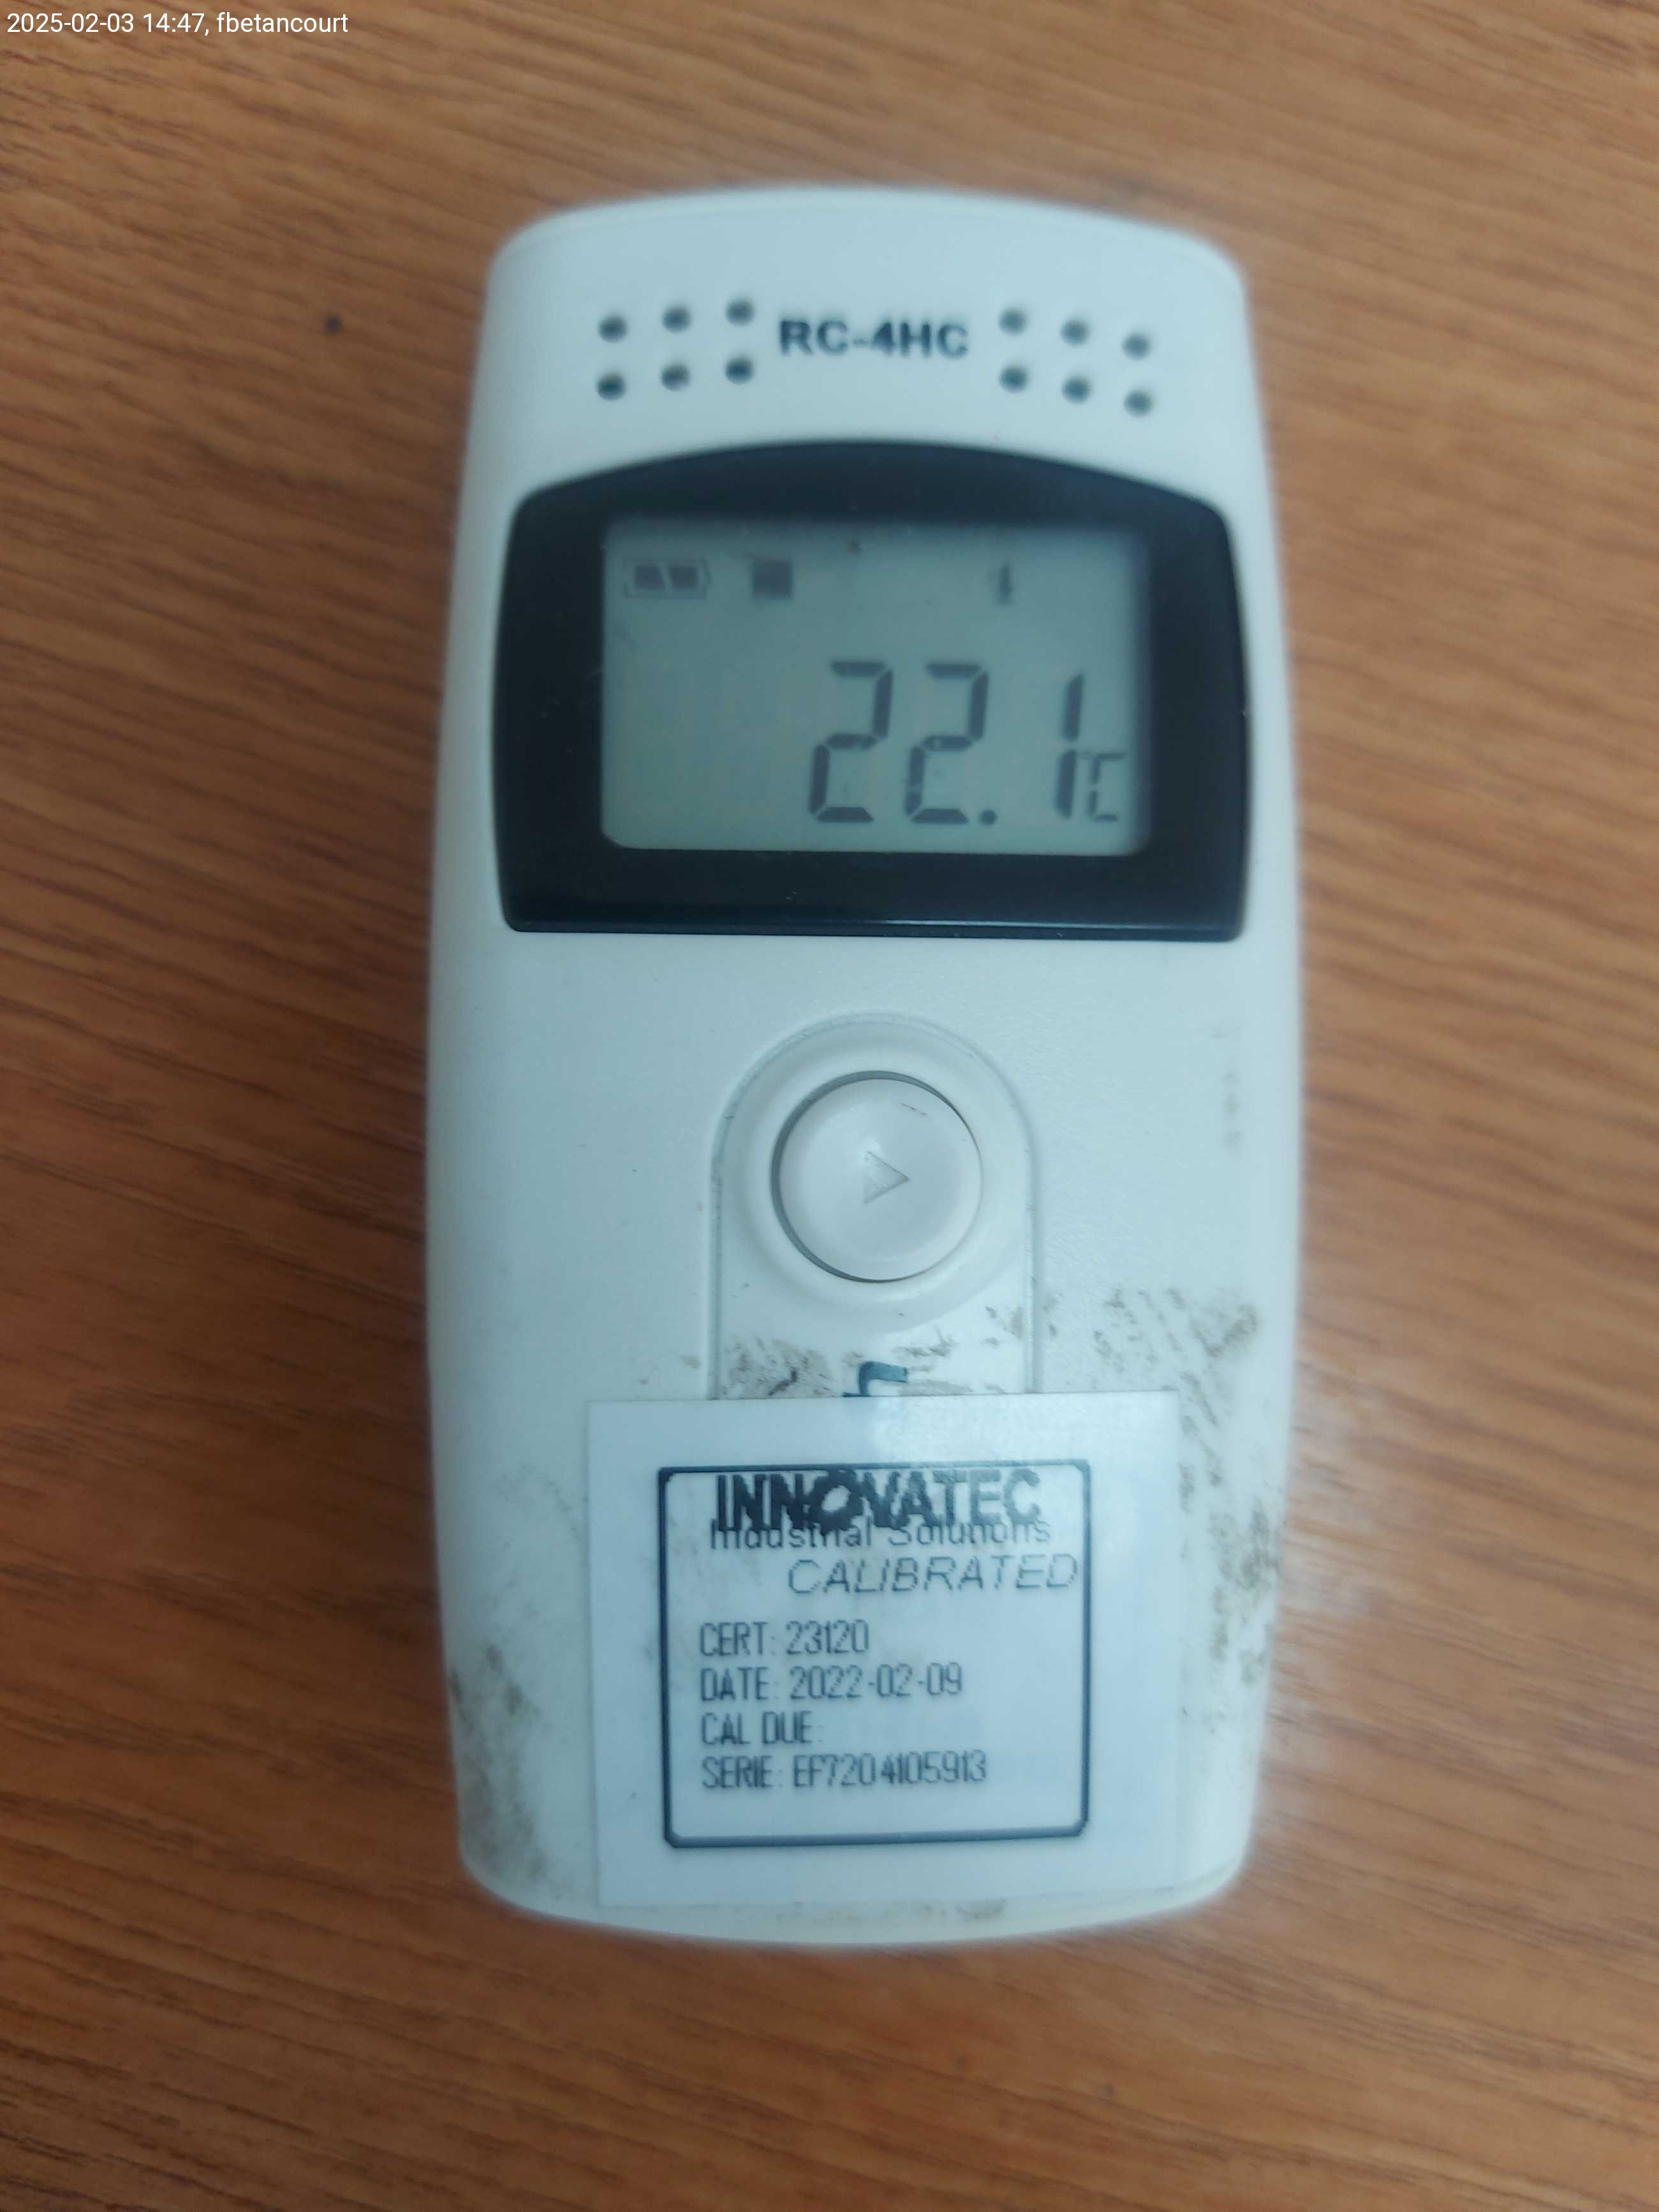 2025-02-03 14:47, fbetancourt
RC-4HC
22.1℃
INNOVATEC
Industrial Solutions
CALIBRATED
CERT: 23120
DATE: 2022-02-09
CAL DUE:
SERIE: EF7204105913